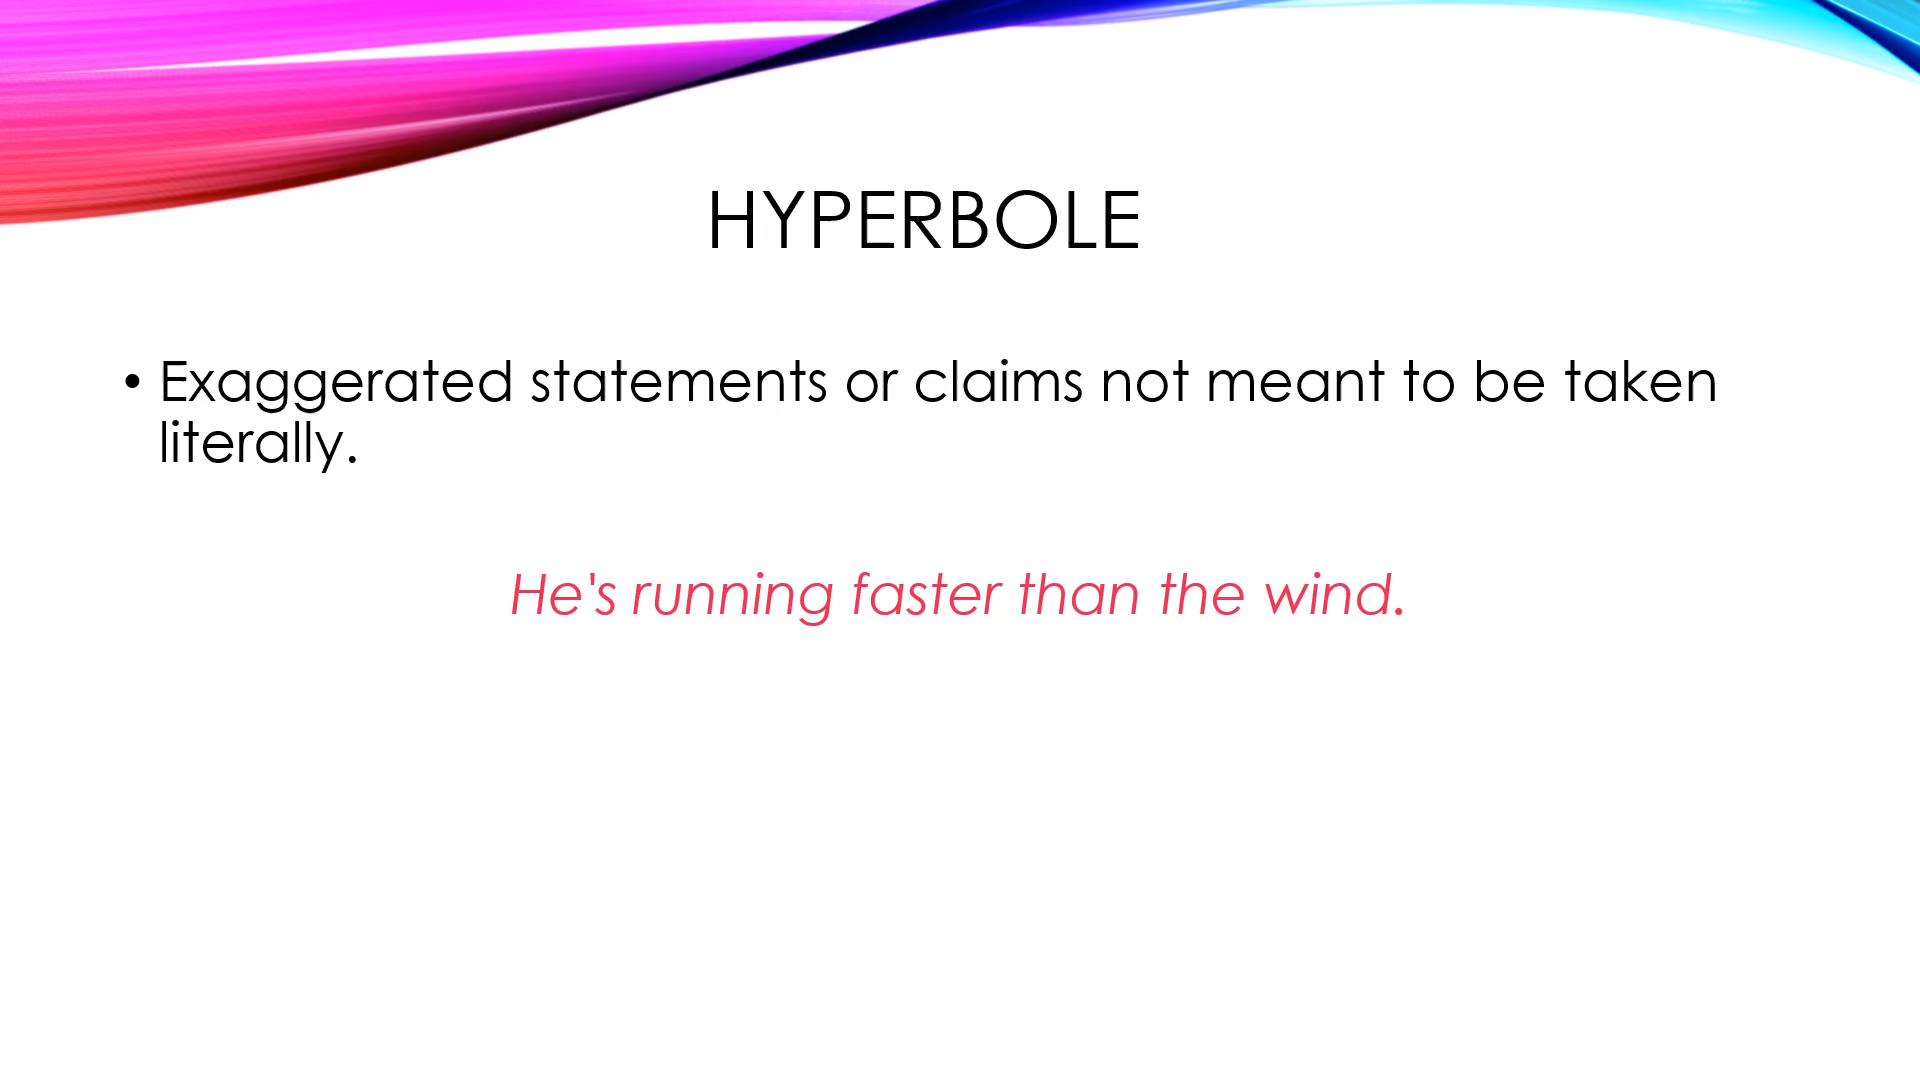 HYPERBOLE
• Exaggerated statements or claims not meant to be taken
literally.
He's running faster than the wind.